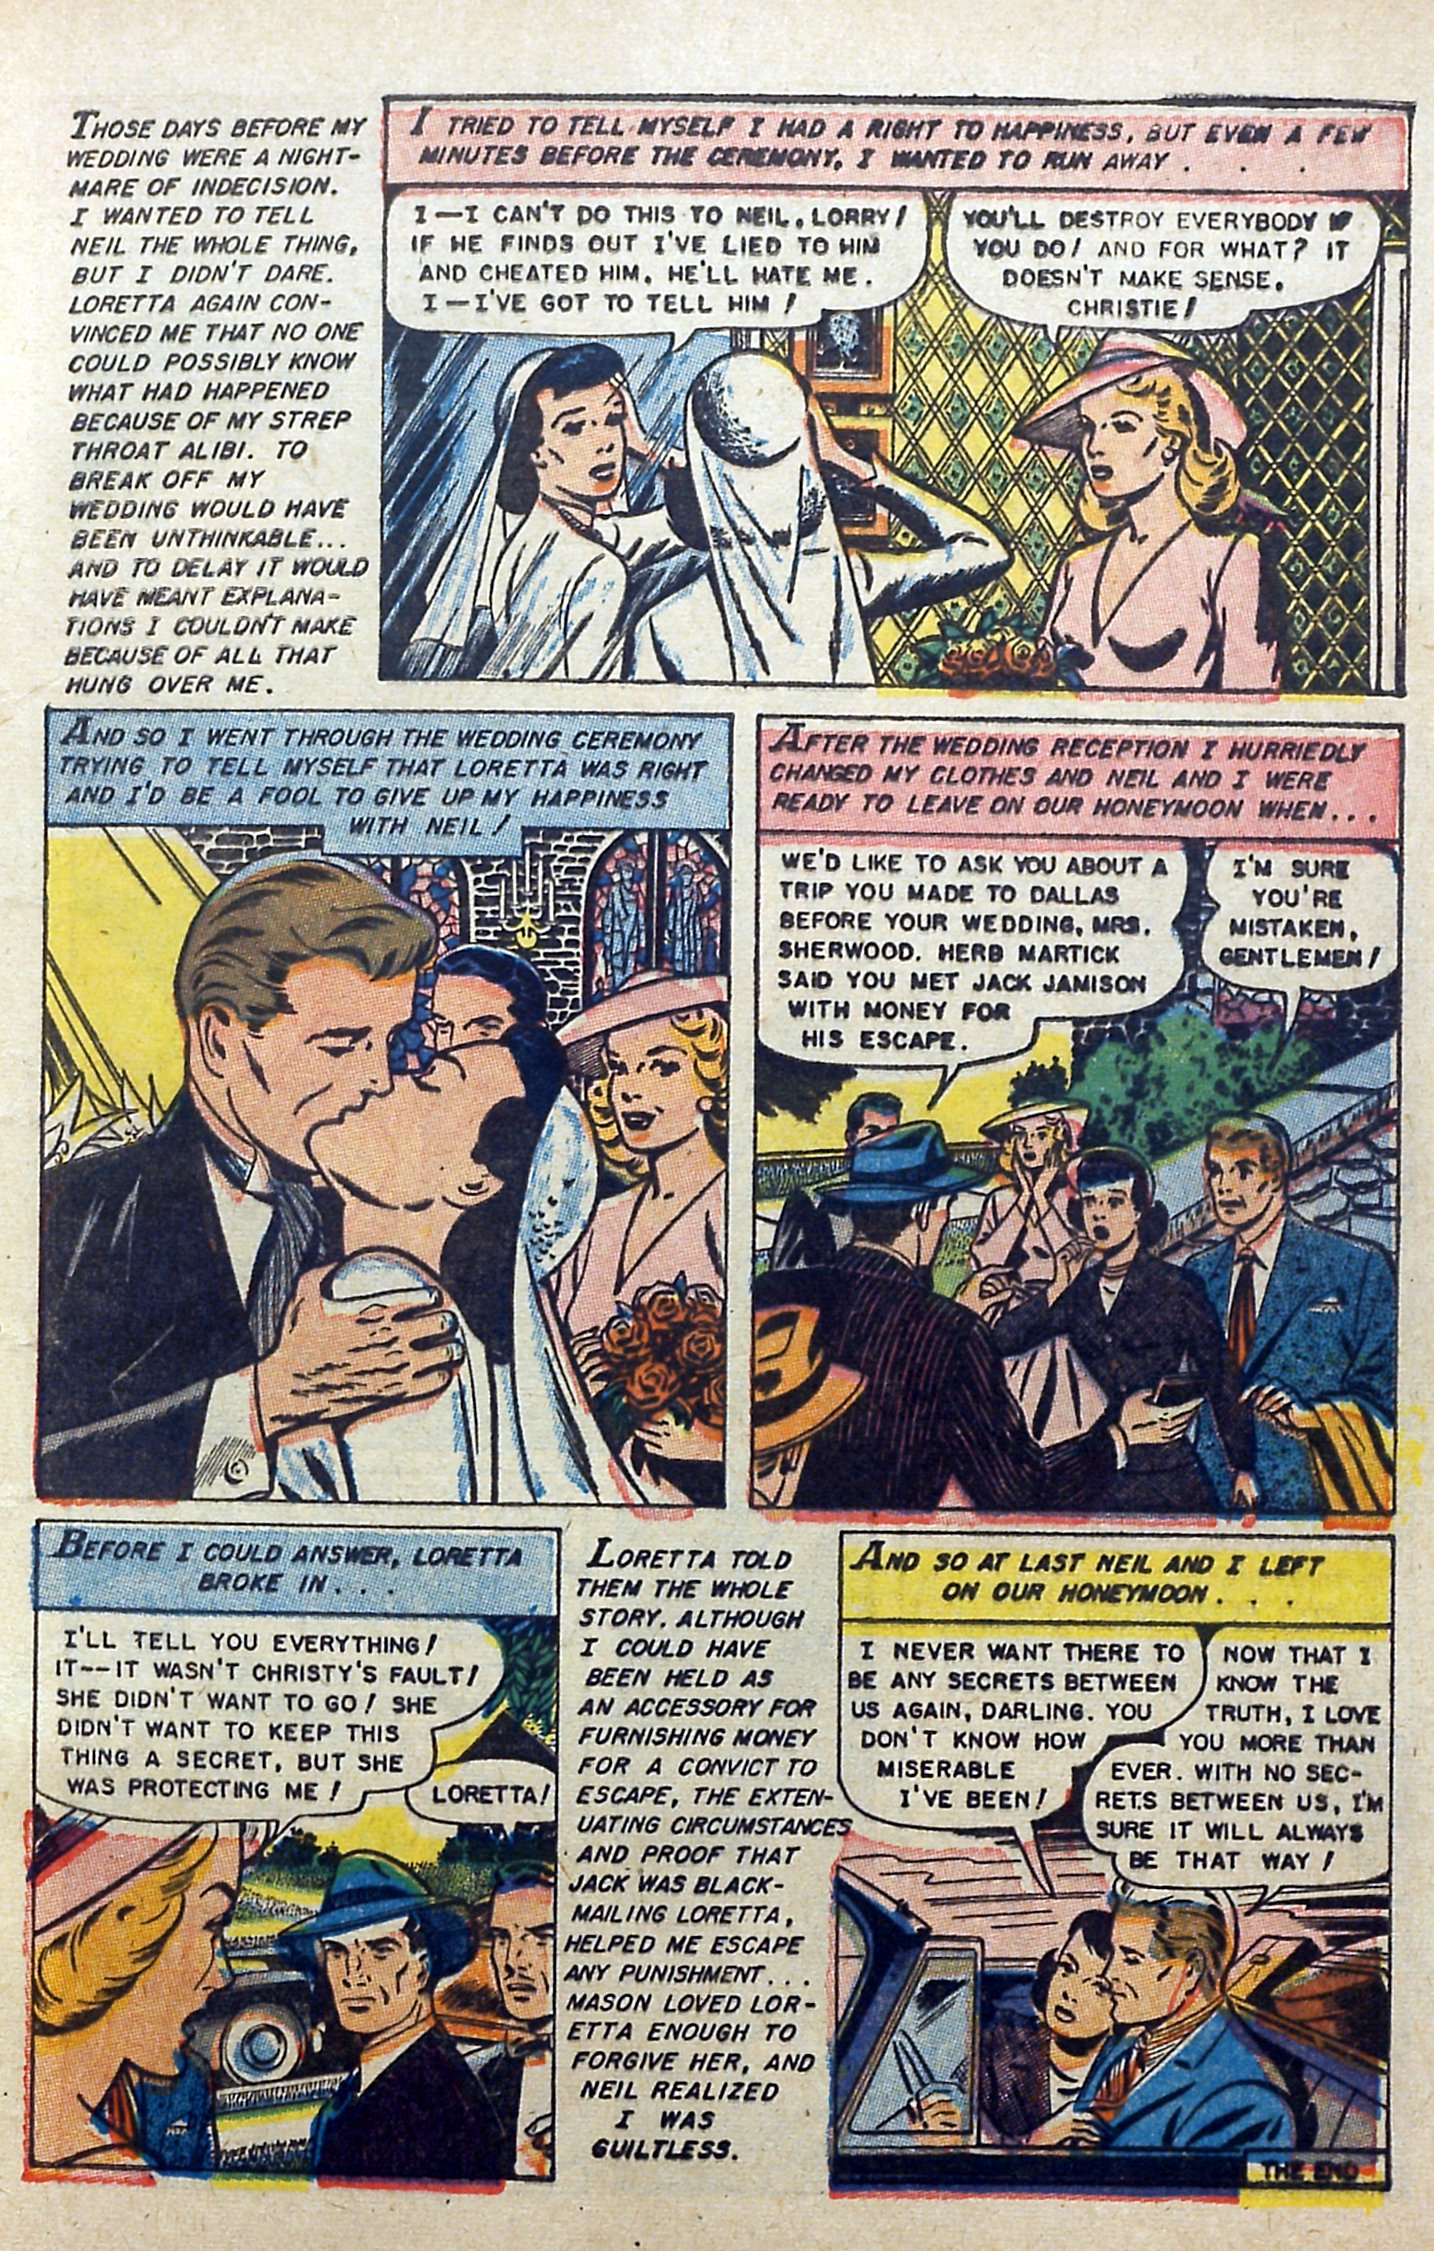 THOSE DAYS BEFORE MY
WEDDING WERE A NIGHT-
MARE OF INDECISION.
I WANTED TO TELL
NEIL THE WHOLE THING,
BUT I DIDN'T DARE.
LORETTA AGAIN CON-
VINCED ME THAT NO ONE
COULD POSSIBLY KNOW
WHAT HAD HAPPENED
BECAUSE OF MY STREP
THROAT ALIBI. TO
BREAK OFF MY
WEDDING WOULD HAVE
BEEN UNTHINKABLE...
AND TO DELAY IT WOULD
HAVE MEANT EXPLANA-
TIONS I COULDN'T MAKE
BECAUSE OF ALL THAT
HUNG OVER ME.
I TRIED TO TELL MYSELF I HAD A RIGHT TO HAPPINESS, BUT EVEN A FEW
MINUTES BEFORE THE CEREMONY, I WANTED TO RUN AWAY . . .
I—I CAN'T DO THIS TO NEIL, LORRY!
IF HE FINDS OUT I'VE LIED TO HIM
AND CHEATED HIM, HE'LL HATE ME.
I—I'VE GOT TO TELL HIM!
YOU'LL DESTROY EVERYBODY IF
YOU DO! AND FOR WHAT? IT
DOESN'T MAKE SENSE,
CHRISTIE!
AND SO I WENT THROUGH THE WEDDING CEREMONY
TRYING TO TELL MYSELF THAT LORETTA WAS RIGHT
AND I'D BE A FOOL TO GIVE UP MY HAPPINESS
WITH NEIL!
AFTER THE WEDDING RECEPTION I HURRIEDLY
CHANGED MY CLOTHES AND NEIL AND I WERE
READY TO LEAVE ON OUR HONEYMOON WHEN...
WE'D LIKE TO ASK YOU ABOUT A
TRIP YOU MADE TO DALLAS
BEFORE YOUR WEDDING, MRS.
SHERWOOD. HERB MARTICK
SAID YOU MET JACK JAMISON
WITH MONEY FOR
HIS ESCAPE.
I'M SURE
YOU'RE
MISTAKEN,
GENTLEMEN!
BEFORE I COULD ANSWER, LORETTA
BROKE IN . . .
I'LL TELL YOU EVERYTHING!
IT--IT WASN'T CHRISTY'S FAULT!
SHE DIDN'T WANT TO GO! SHE
DIDN'T WANT TO KEEP THIS
THING A SECRET, BUT SHE
WAS PROTECTING ME!
LORETTA!
LORETTA TOLD
THEM THE WHOLE
STORY. ALTHOUGH
I COULD HAVE
BEEN HELD AS
AN ACCESSORY FOR
FURNISHING MONEY
FOR A CONVICT TO
ESCAPE, THE EXTEN-
UATING CIRCUMSTANCES
AND PROOF THAT
JACK WAS BLACK-
MAILING LORETTA,
HELPED ME ESCAPE
ANY PUNISHMENT...
MASON LOVED LOR-
ETTA ENOUGH TO
FORGIVE HER, AND
NEIL REALIZED
I WAS
GUILTLESS.
AND SO AT LAST NEIL AND I LEFT
ON OUR HONEYMOON . . .
I NEVER WANT THERE TO
BE ANY SECRETS BETWEEN
US AGAIN, DARLING. YOU
DON'T KNOW HOW
MISERABLE
I'VE BEEN!
NOW THAT I
KNOW THE
TRUTH, I LOVE
YOU MORE THAN
EVER. WITH NO SEC-
RETS BETWEEN US, I'M
SURE IT WILL ALWAYS
BE THAT WAY!
THE END